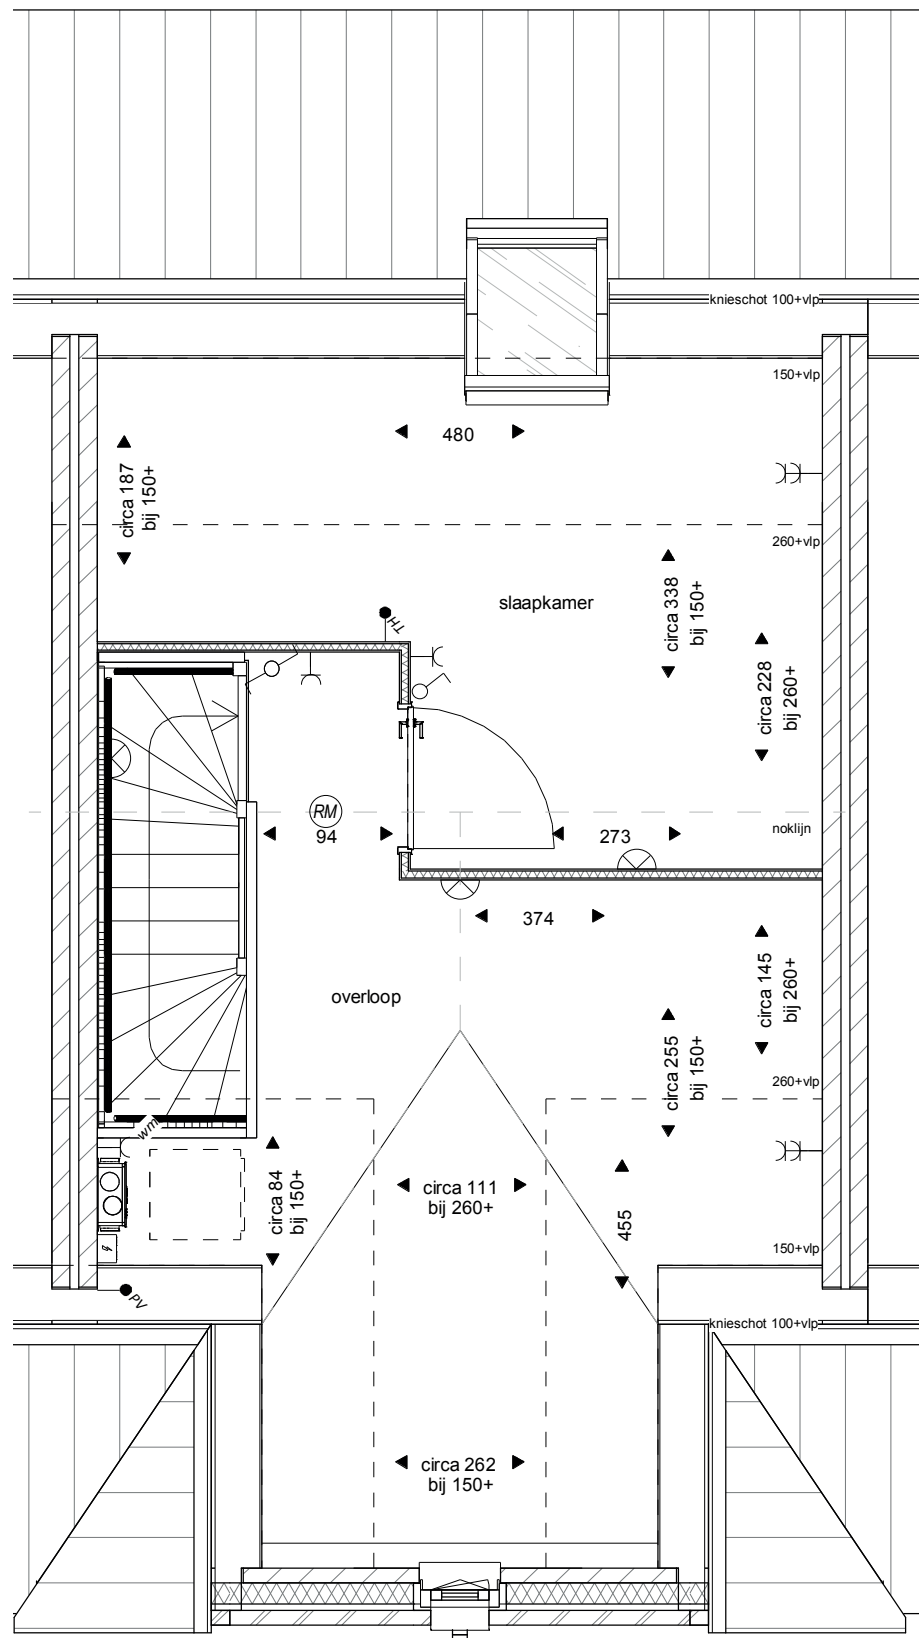 knieschot 100+vlp
150+vlp
480
circa 187
bij 150+
260+vlp
slaapkamer
circa 338
bij 150+
TH
circa 228
bij 260+
RM
94
273
noklijn
374
circa 145
bij 260+
overloop
circa 255
bij 150+
260+vlp
wm
circa 84
bij 150+
circa 111
bij 260+
455
150+vlp
PV
knieschot 100+vlp
circa 262
bij 150+